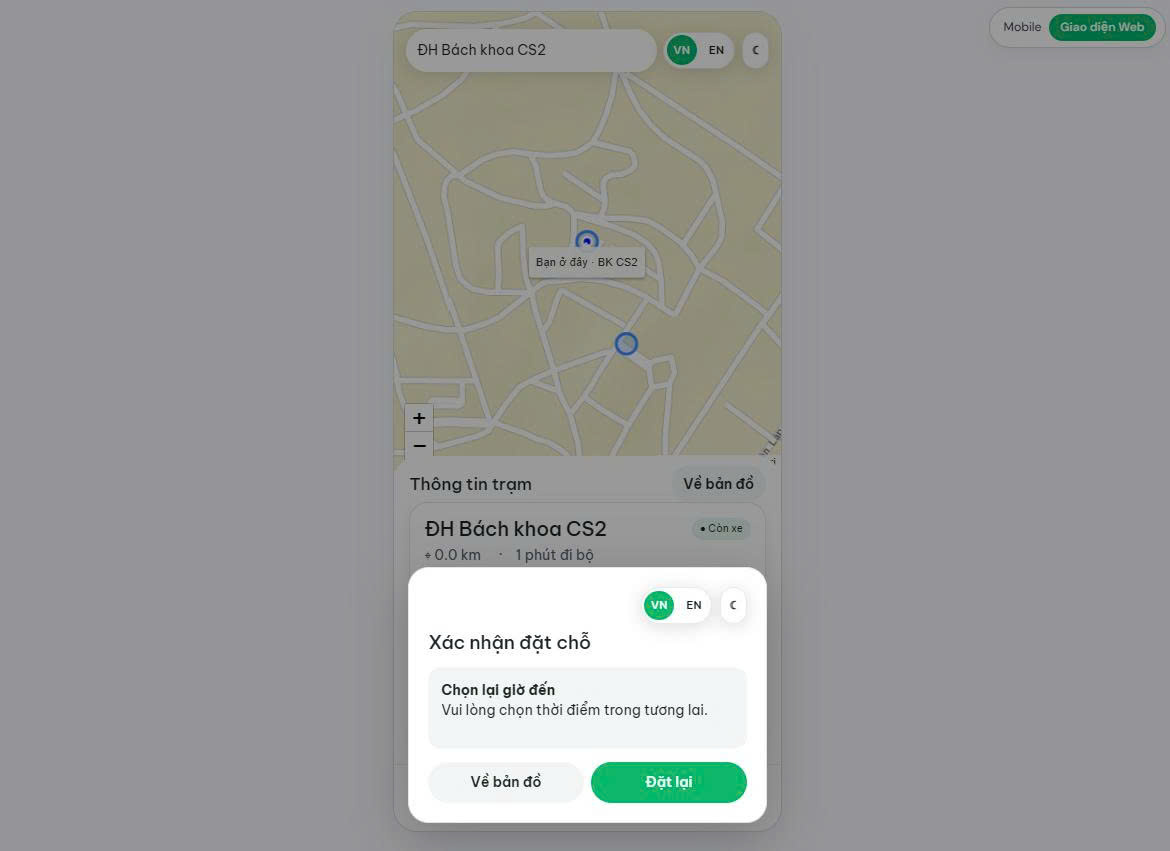 Mobile
Giao diện Web
ĐH Bách khoa CS2
VN
EN
Bạn ở đây · BK CS2
+
−
Thông tin trạm
Về bản đồ
ĐH Bách khoa CS2
• Còn xe
⌖ 0.0 km · 1 phút đi bộ
VN
EN
Xác nhận đặt chỗ
Chọn lại giờ đến
Vui lòng chọn thời điểm trong tương lai.
Về bản đồ
Đặt lại